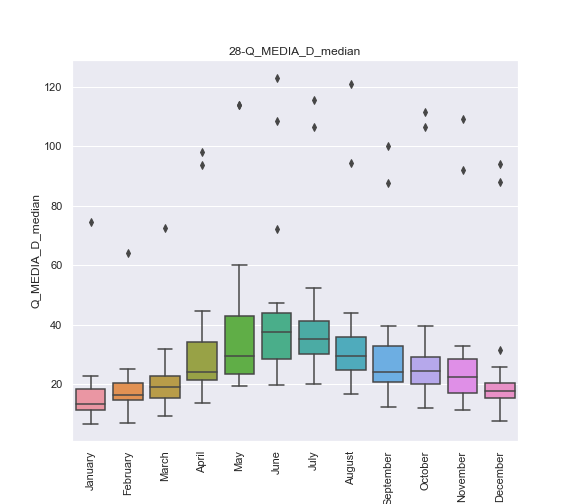 28-Q_MEDIA_D_median
Q_MEDIA_D_median
120
100
80
60
40
20
January
February
March
April
May
June
July
August
September
October
November
December